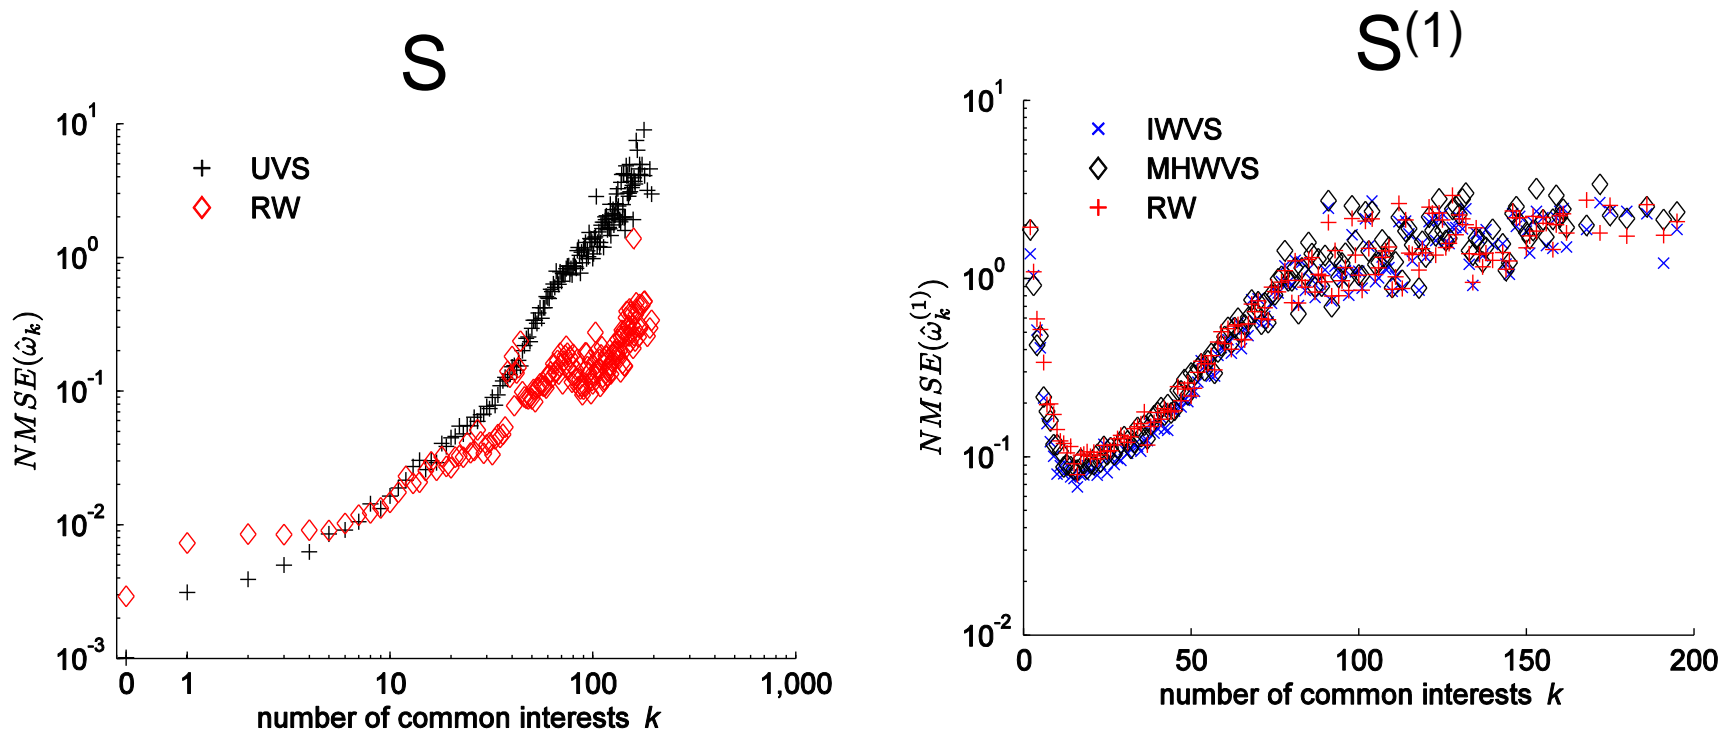 S
10^1
10^0
10^-1
10^-2
10^-3
NMSE(ω̂_k)
UVS
RW
0 1 10 100 1,000
number of common interests k
S^(1)
10^1
10^0
10^-1
10^-2
NMSE(ω̂_k^(1))
IWVS
MHWVS
RW
0 50 100 150 200
number of common interests k